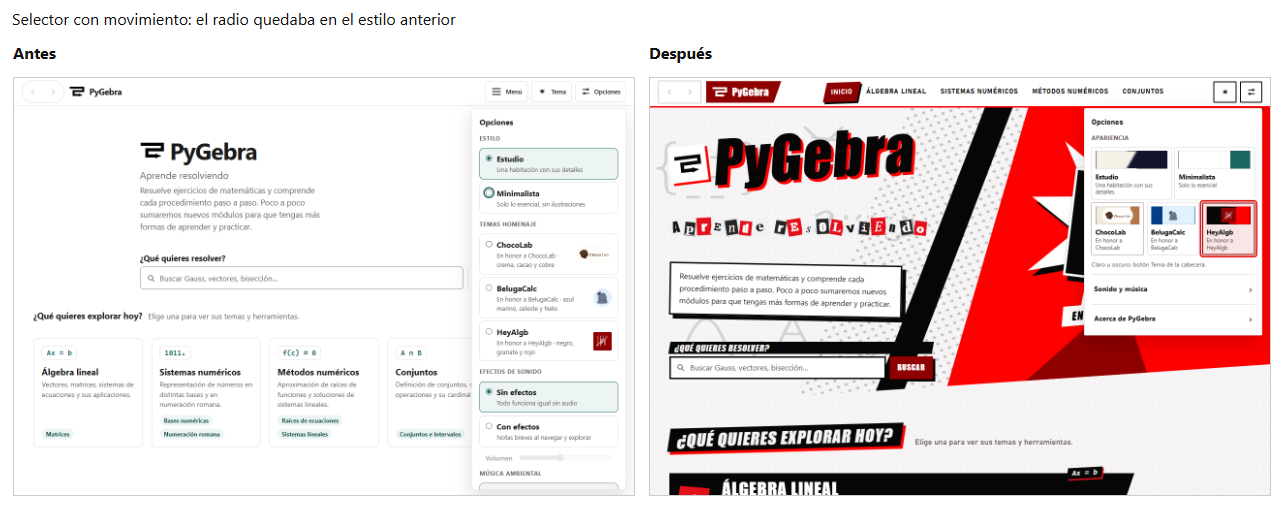 Selector con movimiento: el radio quedaba en el estilo anterior
Antes
PyGebra
Menú
Tema
Opciones
PyGebra
Aprende resolviendo
Resuelve ejercicios de matemáticas y comprende
cada procedimiento paso a paso. Poco a poco
sumaremos nuevos módulos para que tengas más
formas de aprender y practicar.
¿Qué quieres resolver?
Buscar Gauss, vectores, bisección...
¿Qué quieres explorar hoy? Elige una para ver sus temas y herramientas.
Ax = b
Álgebra lineal
Vectores, matrices, sistemas de
ecuaciones y sus aplicaciones.
Matrices
1011₂
Sistemas numéricos
Representación de números en
distintas bases y en
numeración romana.
Bases numéricas
Numeración romana
f(c) = 0
Métodos numéricos
Aproximación de raíces de
funciones y soluciones de
sistemas lineales.
Raíces de ecuaciones
Sistemas lineales
A ∩ B
Conjuntos
Definición de conjuntos,
operaciones y su cardinal
Conjuntos e intervalos
Opciones
ESTILO
Estudio
Una habitación con sus detalles
Minimalista
Solo lo esencial, sin ilustraciones
TEMAS HOMENAJE
ChocoLab
En honor a ChocoLab ·
crema, cacao y cobre
BelugaCalc
En honor a BelugaCalc · azul
marino, celeste y hielo
HeyAlgb
En honor a HeyAlgb · negro,
granate y rojo
EFECTOS DE SONIDO
Sin efectos
Todo funciona igual sin audio
Con efectos
Notas breves al navegar y explorar
Volumen
MÚSICA AMBIENTAL
Después
PyGebra
INICIO
ÁLGEBRA LINEAL
SISTEMAS NUMÉRICOS
MÉTODOS NUMÉRICOS
CONJUNTOS
PyGebra
Aprende resolviendo
Resuelve ejercicios de matemáticas y comprende cada
procedimiento paso a paso. Poco a poco sumaremos nuevos
módulos para que tengas más formas de aprender y practicar.
¿QUÉ QUIERES RESOLVER?
Buscar Gauss, vectores, bisección...
BUSCAR
¿QUÉ QUIERES EXPLORAR HOY?
Elige una para ver sus temas y herramientas.
Ax = b
ÁLGEBRA LINEAL
EN
Opciones
APARIENCIA
Estudio
Una habitación con sus
detalles
Minimalista
Solo lo esencial
ChocoLab
En honor a
ChocoLab
BelugaCalc
En honor a
BelugaCalc
HeyAlgb
En honor a
HeyAlgb
Claro u oscuro: botón Tema de la cabecera.
Sonido y música
Acerca de PyGebra